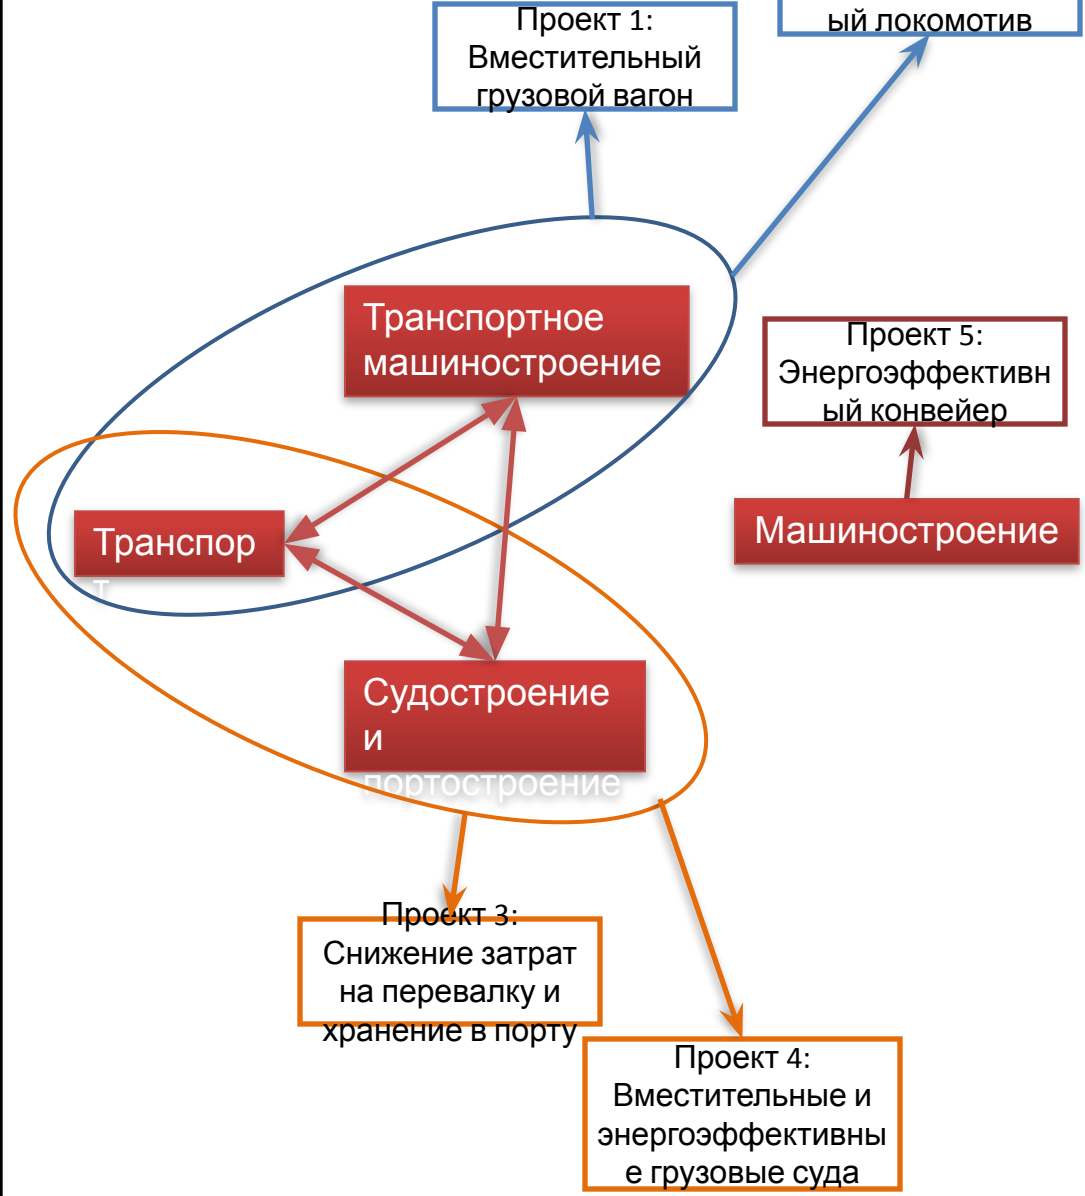 Проект 1:
Вместительный
грузовой вагон
ый локомотив
Транспортное
машиностроение
Проект 5:
Энергоэффективн
ый конвейер
Машиностроение
Транспор
т
Судостроение
и
портостроение
Проект 3:
Снижение затрат
на перевалку и
хранение в порту
Проект 4:
Вместительные и
энергоэффективны
е грузовые суда